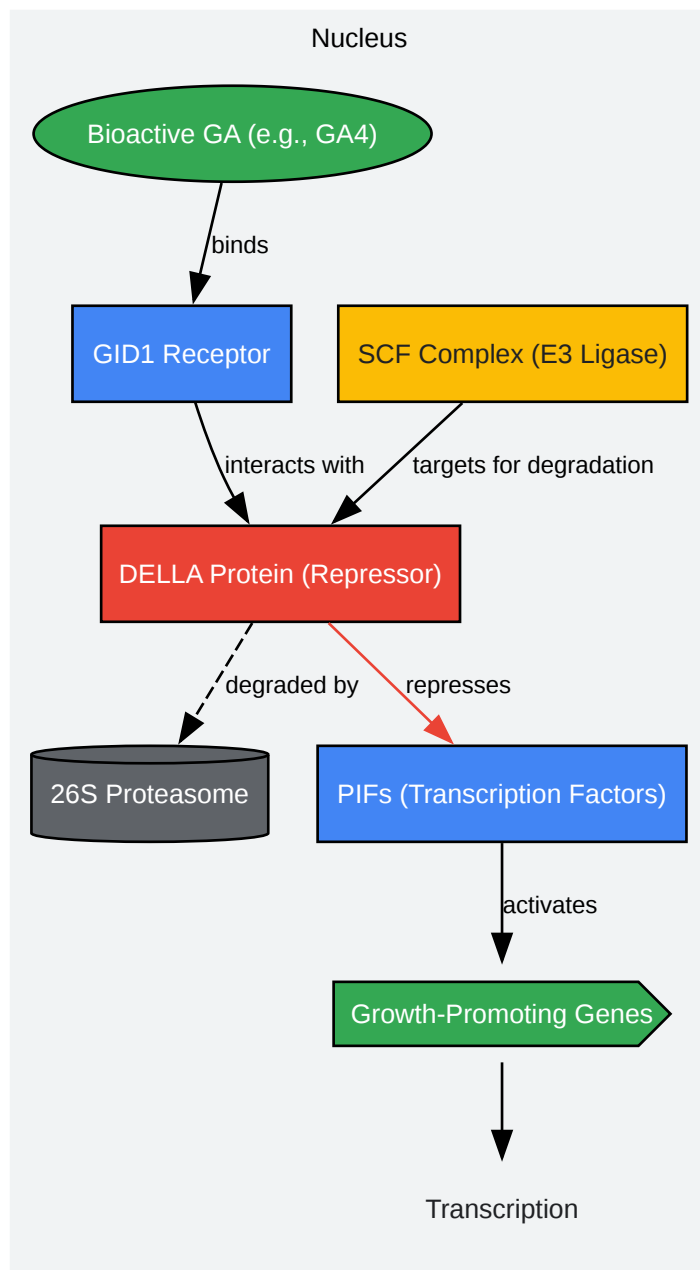 Nucleus
Bioactive GA (e.g., GA4)
binds
GID1 Receptor
SCF Complex (E3 Ligase)
interacts with
targets for degradation
DELLA Protein (Repressor)
degraded by
represses
26S Proteasome
PIFs (Transcription Factors)
activates
Growth-Promoting Genes
Transcription